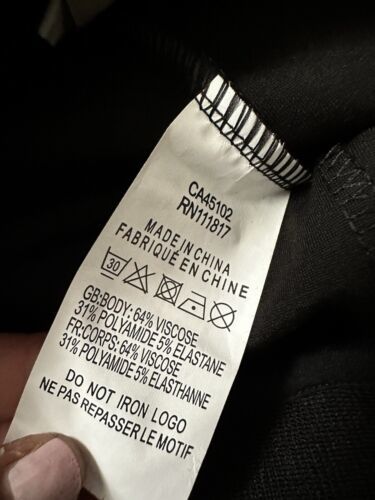 CA45102
RN111817
MADE IN CHINA
FABRIQUÉ EN CHINE
30
GB:BODY: 64% VISCOSE
31% POLYAMIDE 5% ELASTANE
FR:CORPS: 64% VISCOSE
31% POLYAMIDE 5% ELASTHANNE
DO NOT IRON LOGO
NE PAS REPASSER LE MOTIF